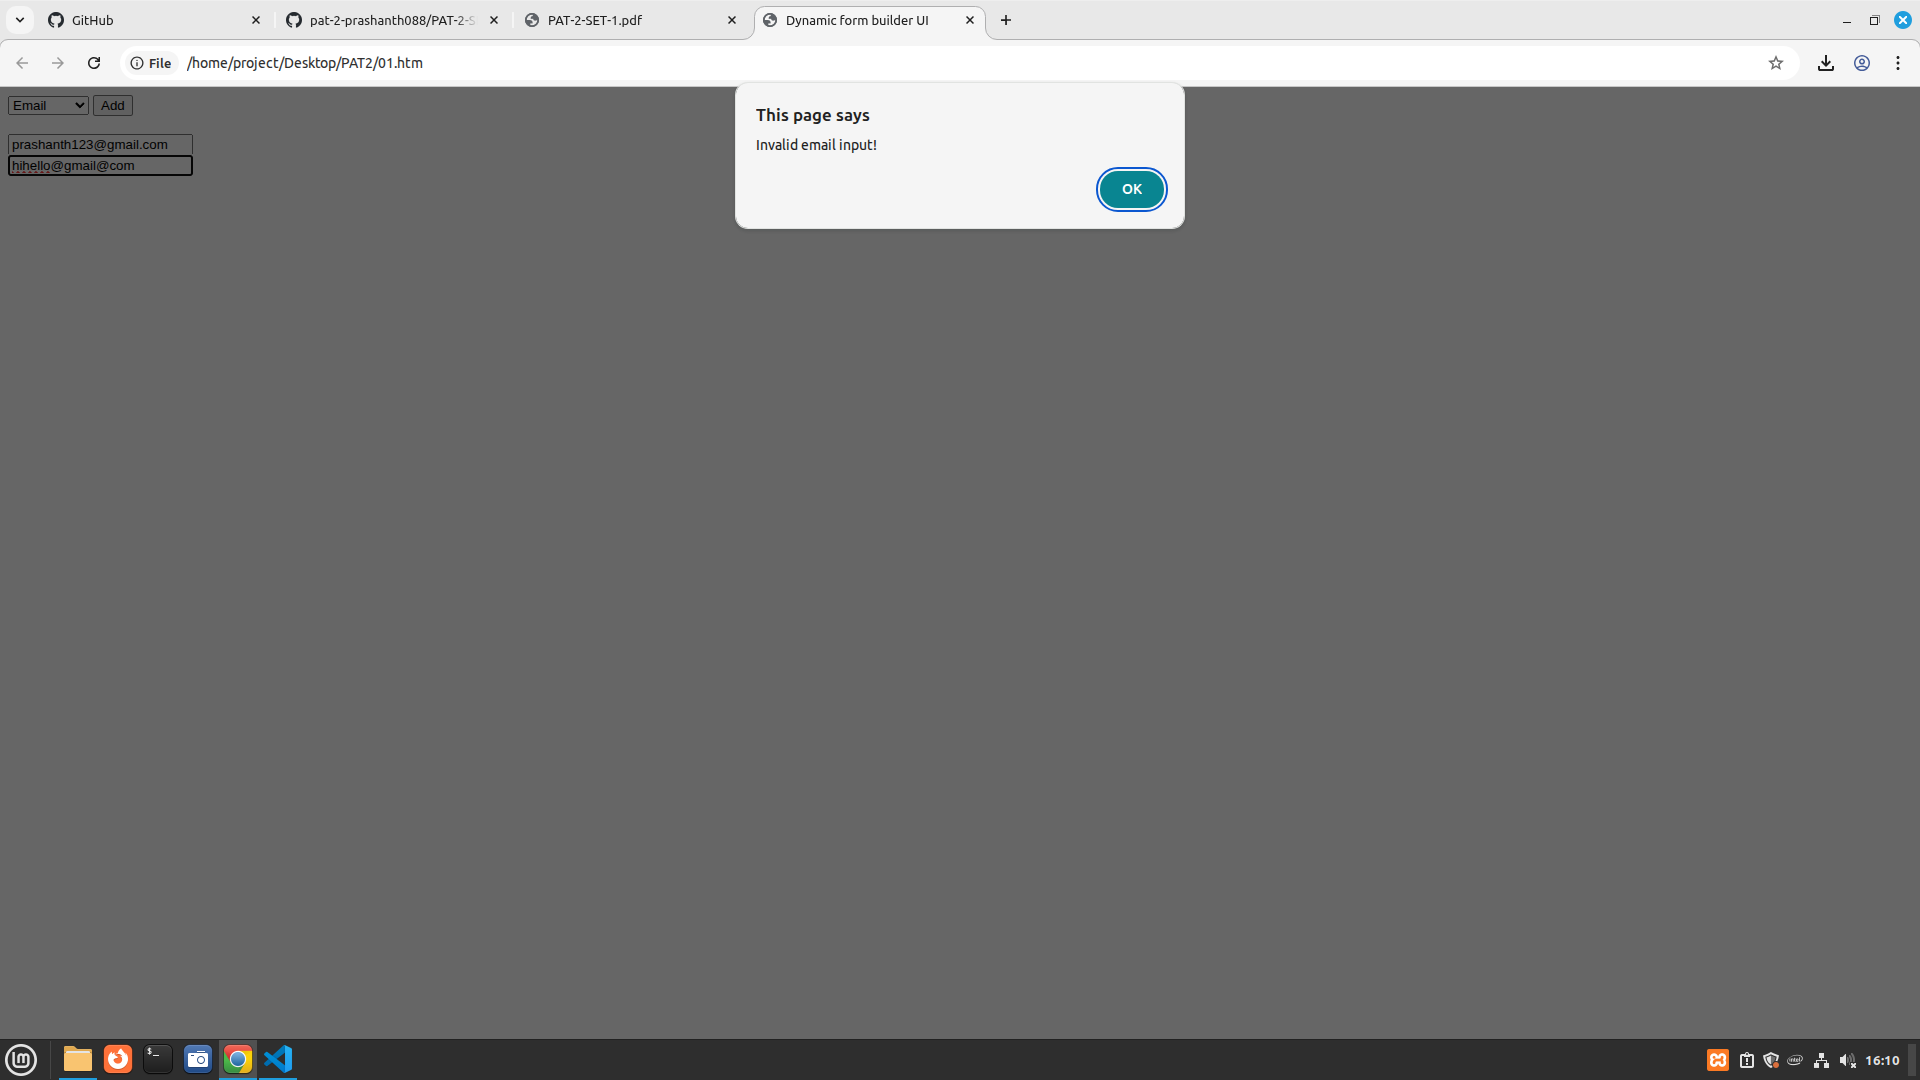 GitHub
pat-2-prashanth088/PAT-2-S
PAT-2-SET-1.pdf
Dynamic form builder UI
File
/home/project/Desktop/PAT2/01.htm
Email
Add
This page says
Invalid email input!
OK
prashanth123@gmail.com
hihello@gmail@com
$_
lm
intel
16:10